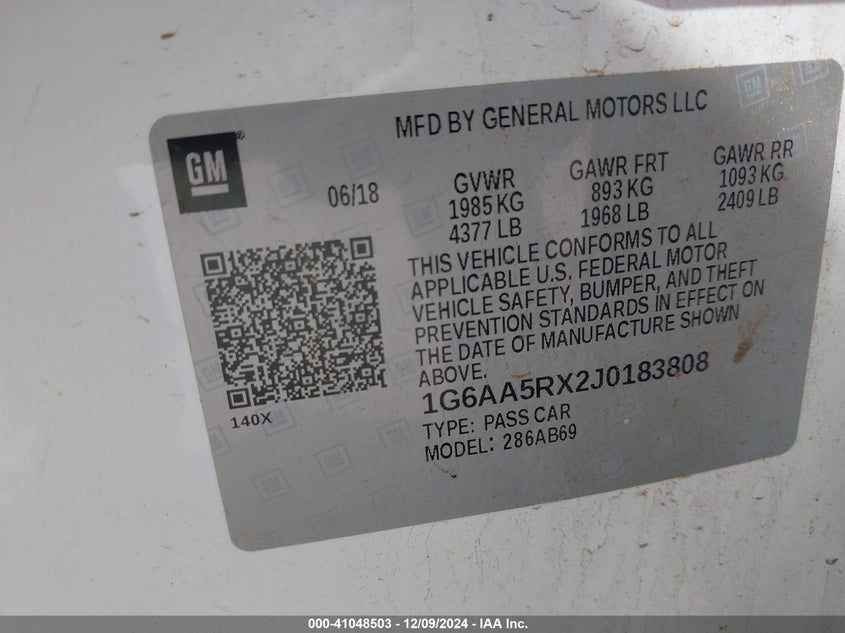 MFD BY GENERAL MOTORS LLC
GM®
06/18
GVWR
1985 KG
4377 LB
GAWR FRT
893 KG
1968 LB
GAWR RR
1093 KG
2409 LB
THIS VEHICLE CONFORMS TO ALL
APPLICABLE U.S. FEDERAL MOTOR
VEHICLE SAFETY, BUMPER, AND THEFT
PREVENTION STANDARDS IN EFFECT ON
THE DATE OF MANUFACTURE SHOWN
ABOVE.
1G6AA5RX2J0183808
TYPE: PASS CAR
MODEL: 286AB69
140X
000-41048503 - 12/09/2024 - IAA Inc.